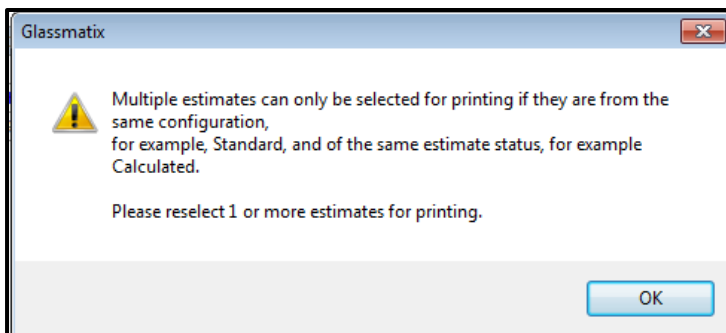 Glassmatix
Multiple estimates can only be selected for printing if they are from the
same configuration,
for example, Standard, and of the same estimate status, for example
Calculated.
Please reselect 1 or more estimates for printing.
OK